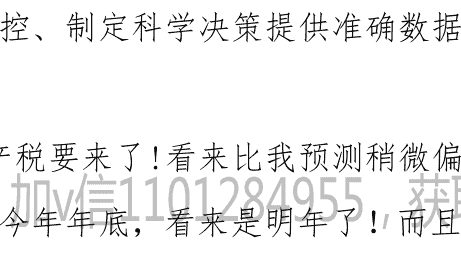 控、制定科学决策提供准确数据
产税要来了!看来比我预测稍微偏
加v信1101284955，获取
今年年底，看来是明年了！而且